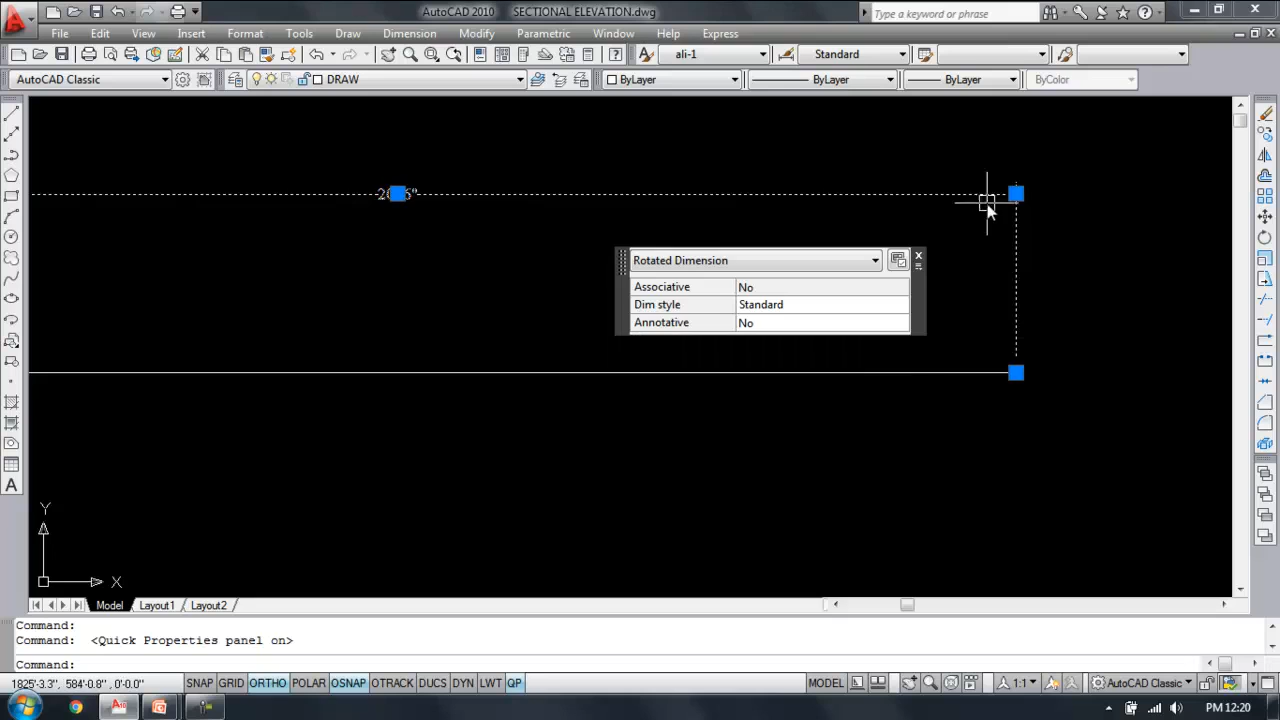 AutoCAD 2010 SECTIONAL ELEVATION.dwg
Type a keyword or phrase
File Edit View Insert Format Tools Draw Dimension Modify Parametric Window Help Express
ali-1 Standard
AutoCAD Classic DRAW ByLayer ByLayer ByLayer ByColor
Rotated Dimension
Associative No
Dim style Standard
Annotative No
A
Y
X
Model Layout1 Layout2
Command:
Command: <Quick Properties panel on>
Command:
1825'-3.3", 584'-0.8" , 0'-0.0" SNAP GRID ORTHO POLAR OSNAP OTRACK DUCS DYN LWT QP MODEL 1:1 AutoCAD Classic
PM 12:20